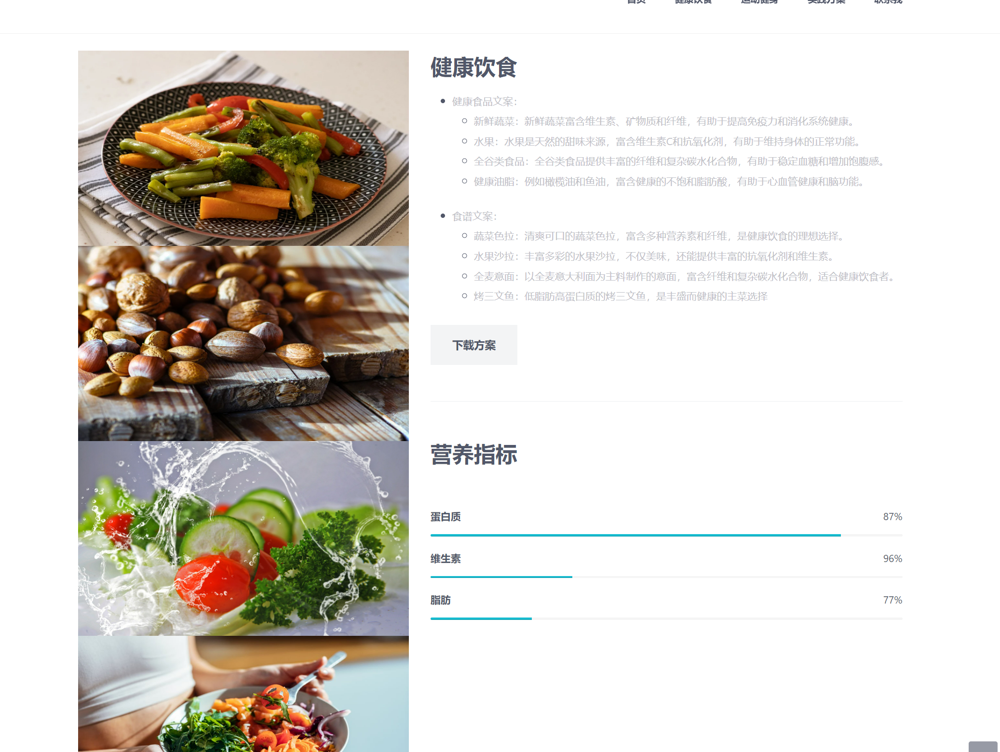 首页 健康饮食 运动健身 实践方案 联系我
健康饮食
健康食品文案：
新鲜蔬菜：新鲜蔬菜富含维生素、矿物质和纤维，有助于提高免疫力和消化系统健康。
水果：水果是天然的甜味来源，富含维生素C和抗氧化剂，有助于维持身体的正常功能。
全谷类食品：全谷类食品提供丰富的纤维和复杂碳水化合物，有助于稳定血糖和增加饱腹感。
健康油脂：例如橄榄油和鱼油，富含健康的不饱和脂肪酸，有助于心血管健康和脑功能。
食谱文案：
蔬菜色拉：清爽可口的蔬菜色拉，富含多种营养素和纤维，是健康饮食的理想选择。
水果沙拉：丰富多彩的水果沙拉，不仅美味，还能提供丰富的抗氧化剂和维生素。
全麦意面：以全麦意大利面为主料制作的意面，富含纤维和复杂碳水化合物，适合健康饮食者。
烤三文鱼：低脂肪高蛋白质的烤三文鱼，是丰盛而健康的主菜选择
下载方案
营养指标
蛋白质 87%
维生素 96%
脂肪 77%